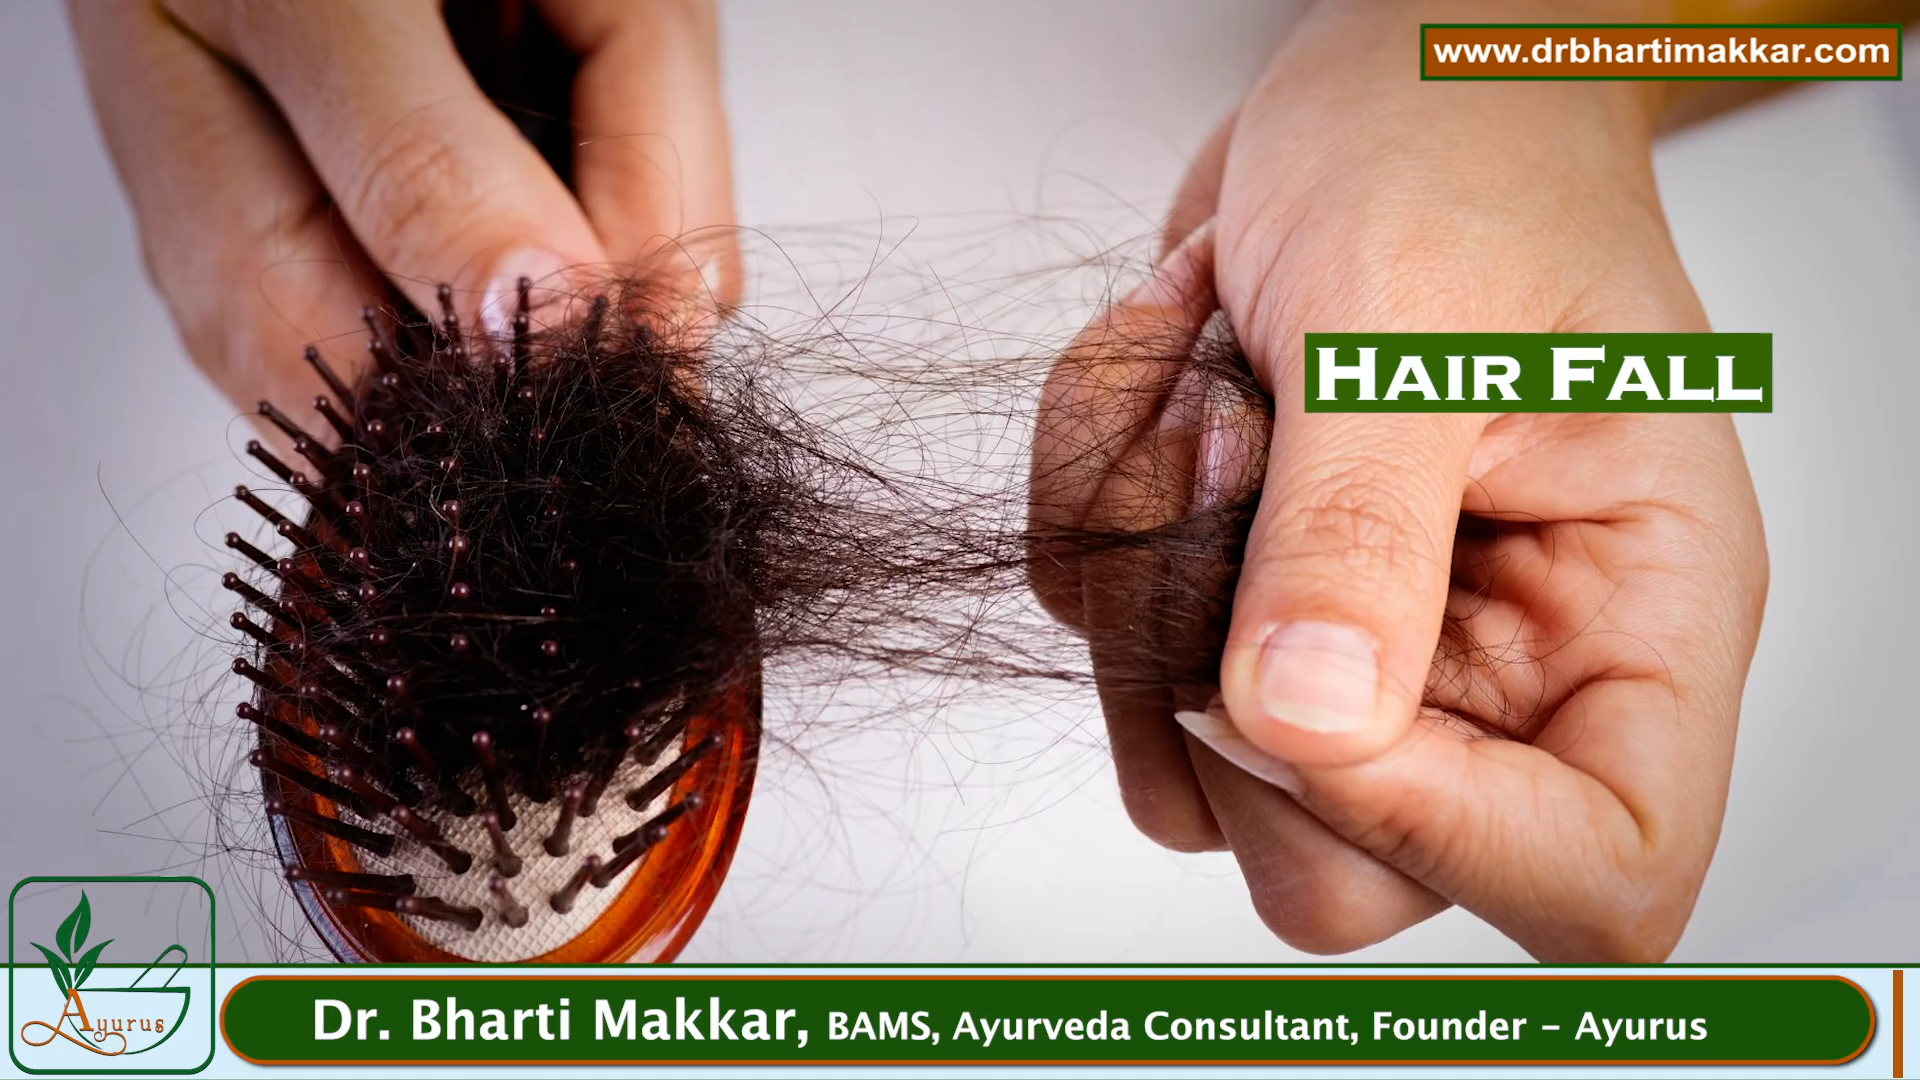 www.drbhartimakkar.com
HAIR FALL
Ayurus
Dr. Bharti Makkar, BAMS, Ayurveda Consultant, Founder – Ayurus